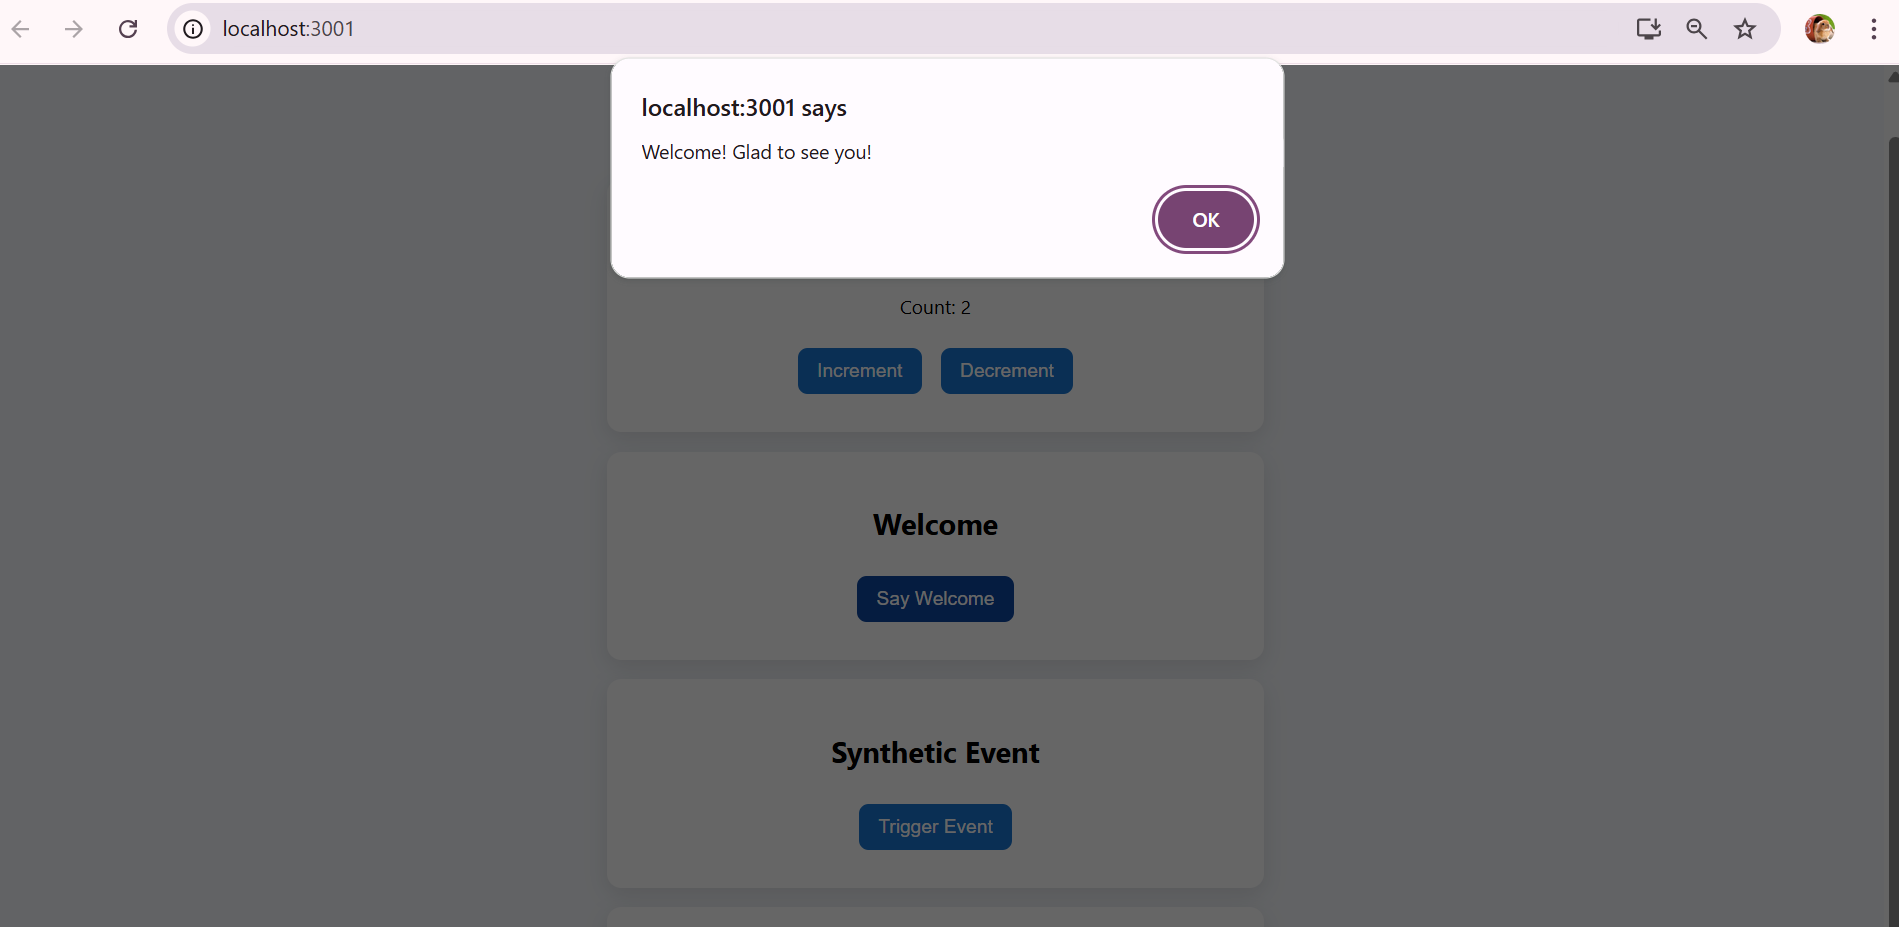 localhost:3001
localhost:3001 says
Welcome! Glad to see you!
OK
Count: 2
Increment Decrement
Welcome
Say Welcome
Synthetic Event
Trigger Event